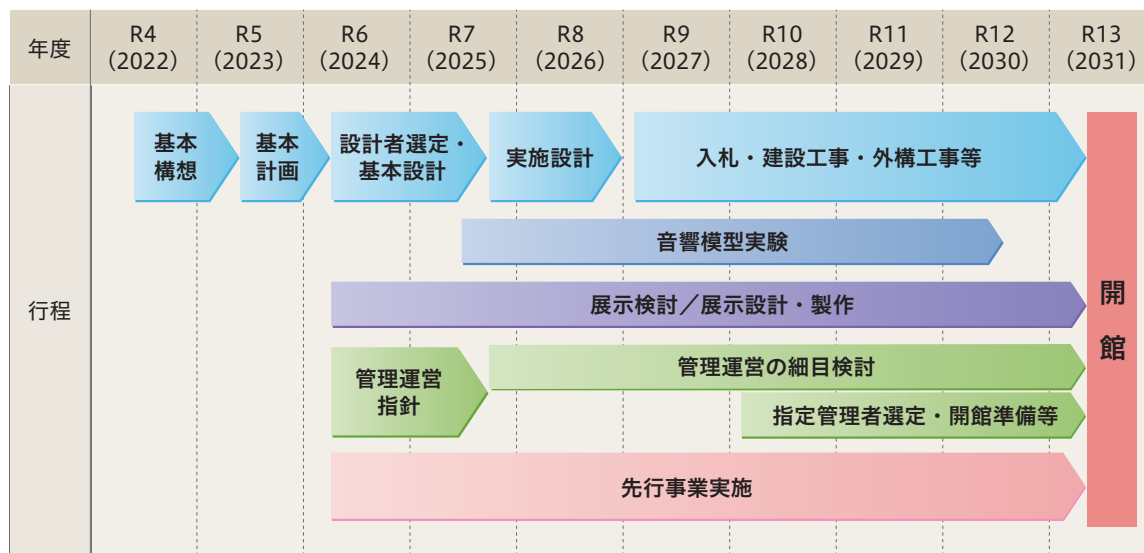 年度
R4
（2022）
R5
（2023）
R6
（2024）
R7
（2025）
R8
（2026）
R9
（2027）
R10
（2028）
R11
（2029）
R12
（2030）
R13
（2031）
行程
基本
構想
基本
計画
設計者選定・
基本設計
実施設計
入札・建設工事・外構工事等
音響模型実験
展示検討／展示設計・製作
管理運営
指針
管理運営の細目検討
指定管理者選定・開館準備等
先行事業実施
開
館